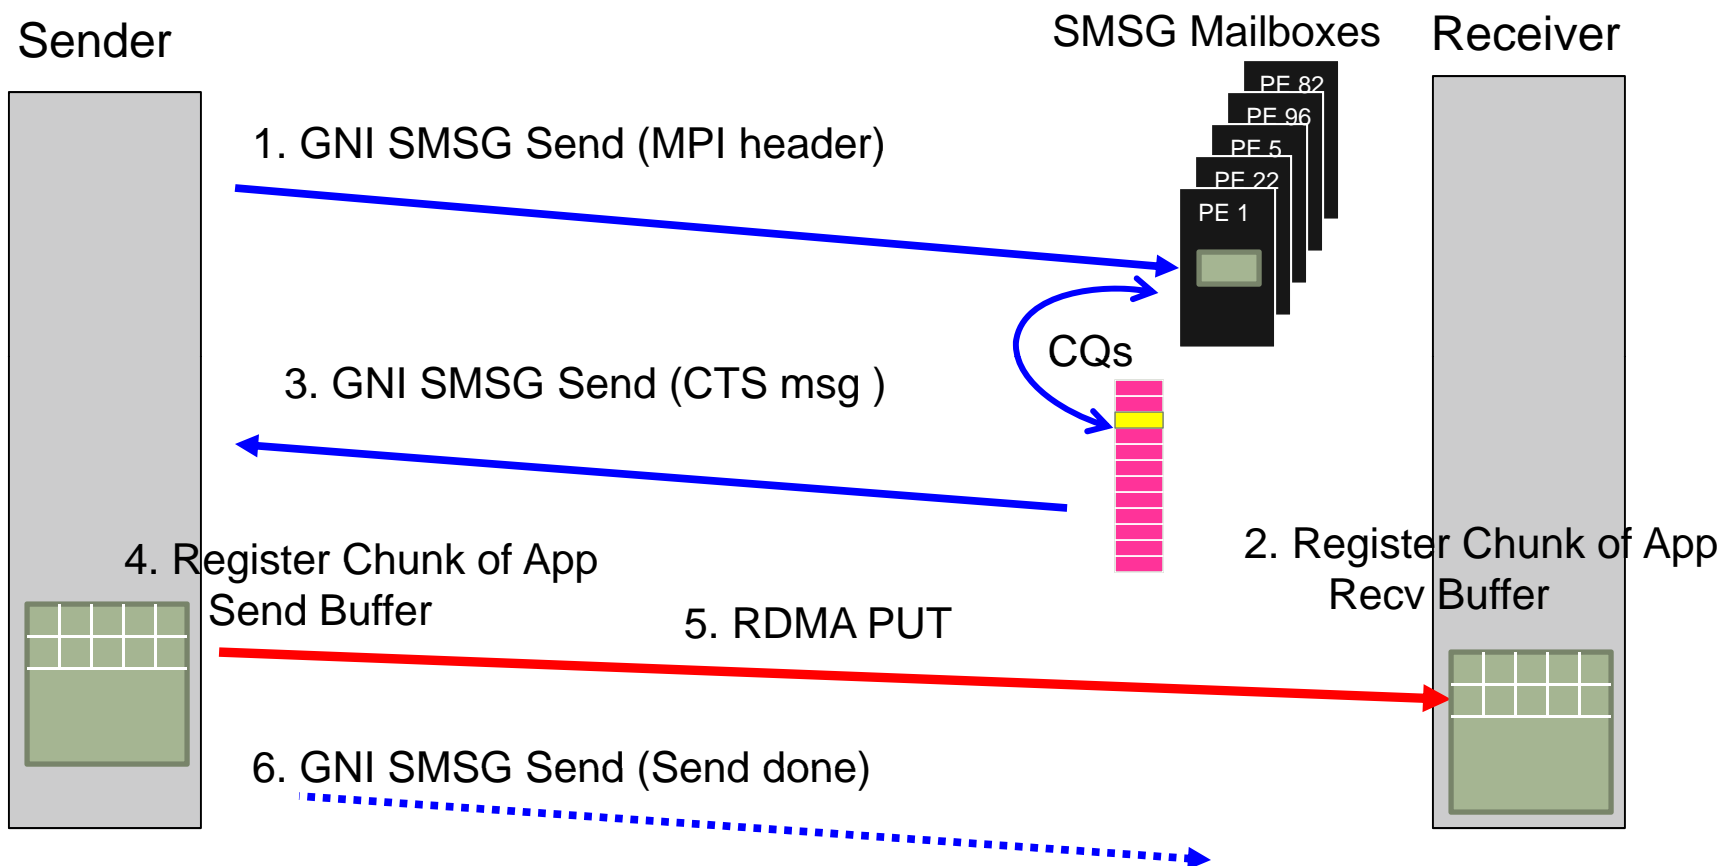 Sender
SMSG Mailboxes
Receiver
PE 82
PE 96
PE 5
PE 22
PE 1
1. GNI SMSG Send (MPI header)
CQs
3. GNI SMSG Send (CTS msg )
2. Register Chunk of App
Recv Buffer
4. Register Chunk of App
Send Buffer
5. RDMA PUT
6. GNI SMSG Send (Send done)